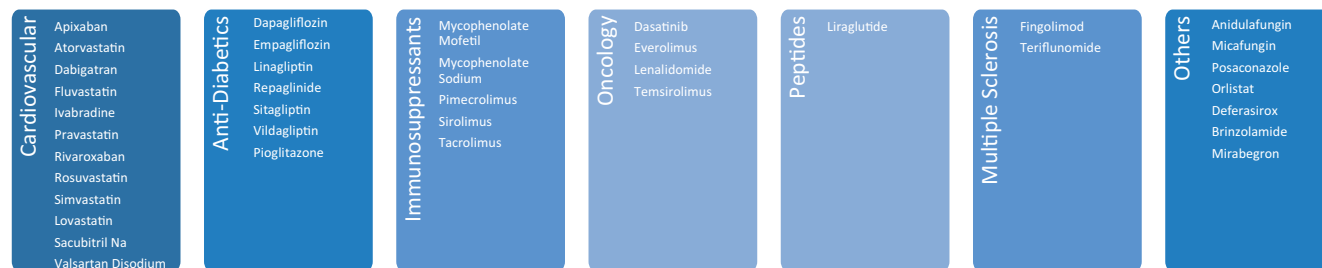 Cardiovascular
Apixaban
Atorvastatin
Dabigatran
Fluvastatin
Ivabradine
Pravastatin
Rivaroxaban
Rosuvastatin
Simvastatin
Lovastatin
Sacubitril Na
Valsartan Disodium
Anti-Diabetics
Dapagliflozin
Empagliflozin
Linagliptin
Repaglinide
Sitagliptin
Vildagliptin
Pioglitazone
Immunosuppressants
Mycophenolate
Mofetil
Mycophenolate
Sodium
Pimecrolimus
Sirolimus
Tacrolimus
Oncology
Dasatinib
Everolimus
Lenalidomide
Temsirolimus
Peptides
Liraglutide
Multiple Sclerosis
Fingolimod
Teriflunomide
Others
Anidulafungin
Micafungin
Posaconazole
Orlistat
Deferasirox
Brinzolamide
Mirabegron